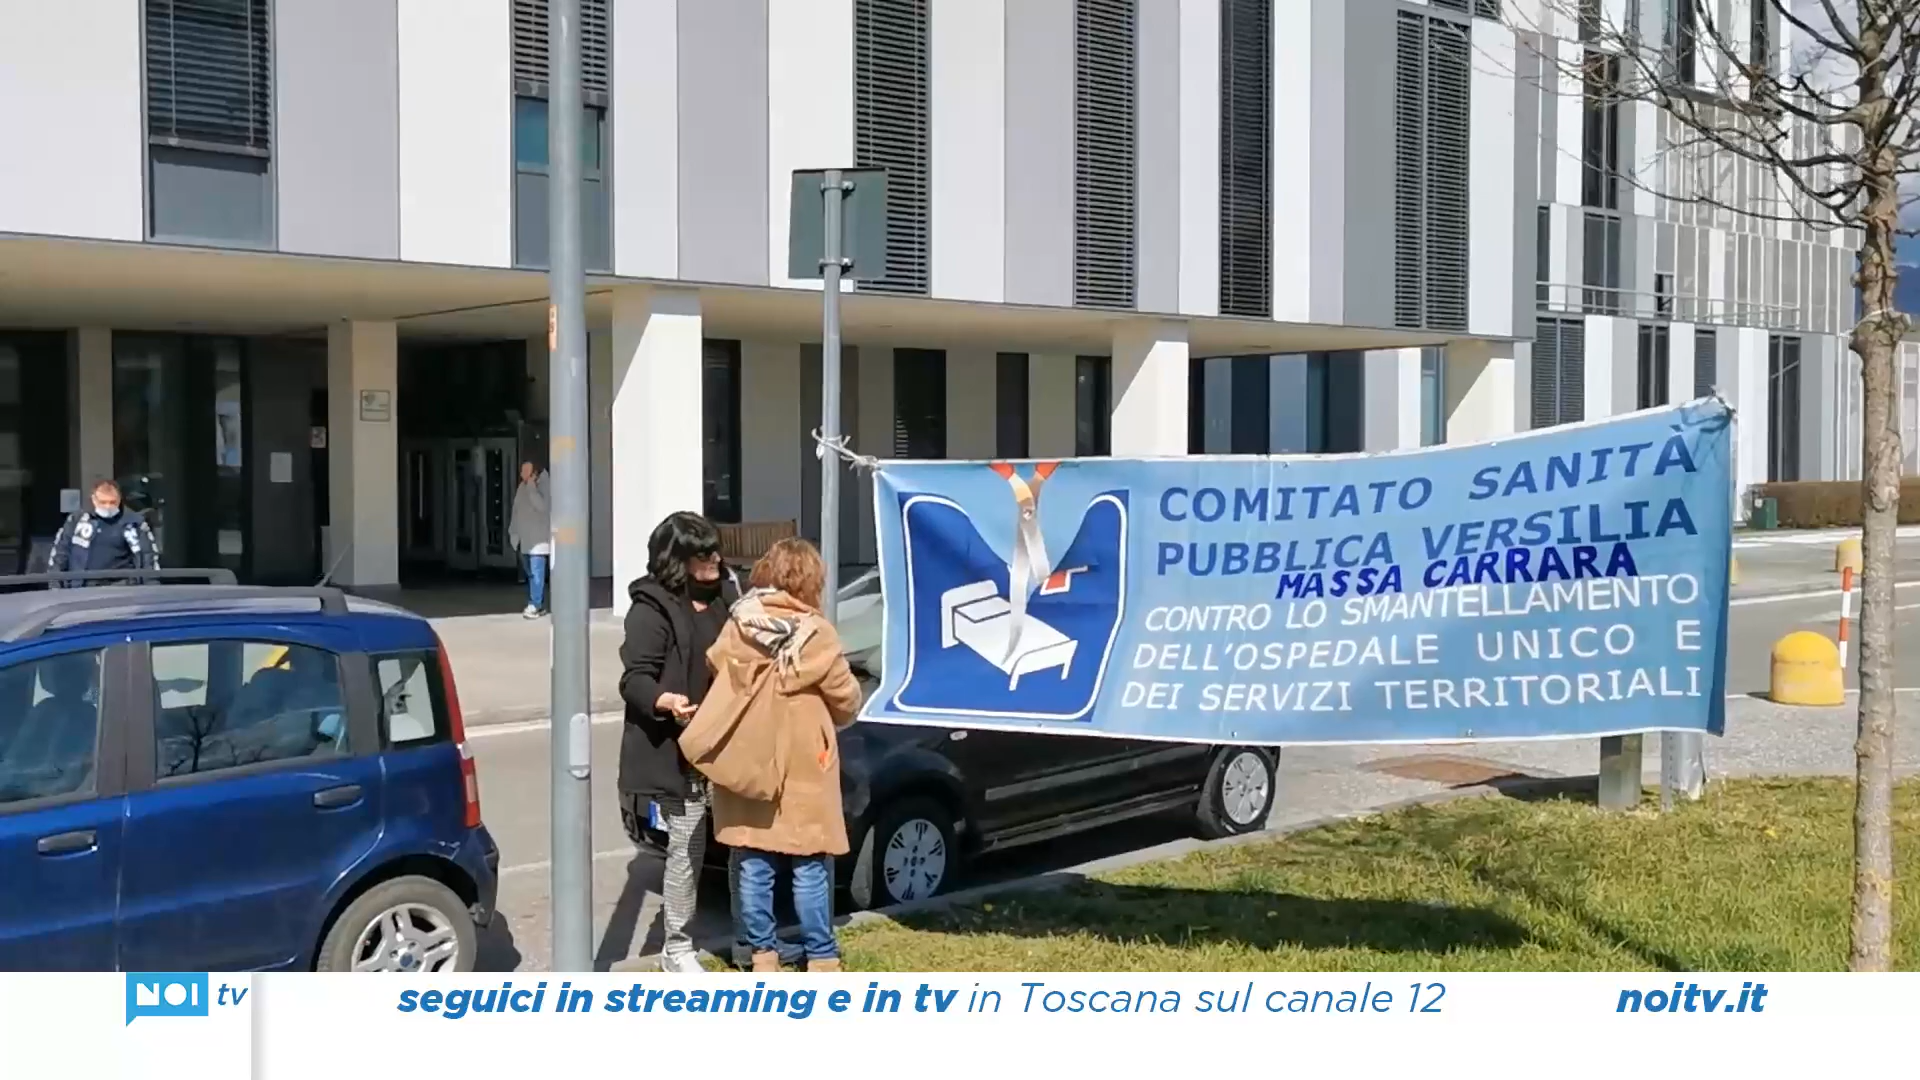 COMITATO SANITÀ
PUBBLICA VERSILIA
MASSA CARRARA
CONTRO LO SMANTELLAMENTO
DELL'OSPEDALE UNICO E
DEI SERVIZI TERRITORIALI
NOI tv
seguici in streaming e in tv in Toscana sul canale 12
noitv.it